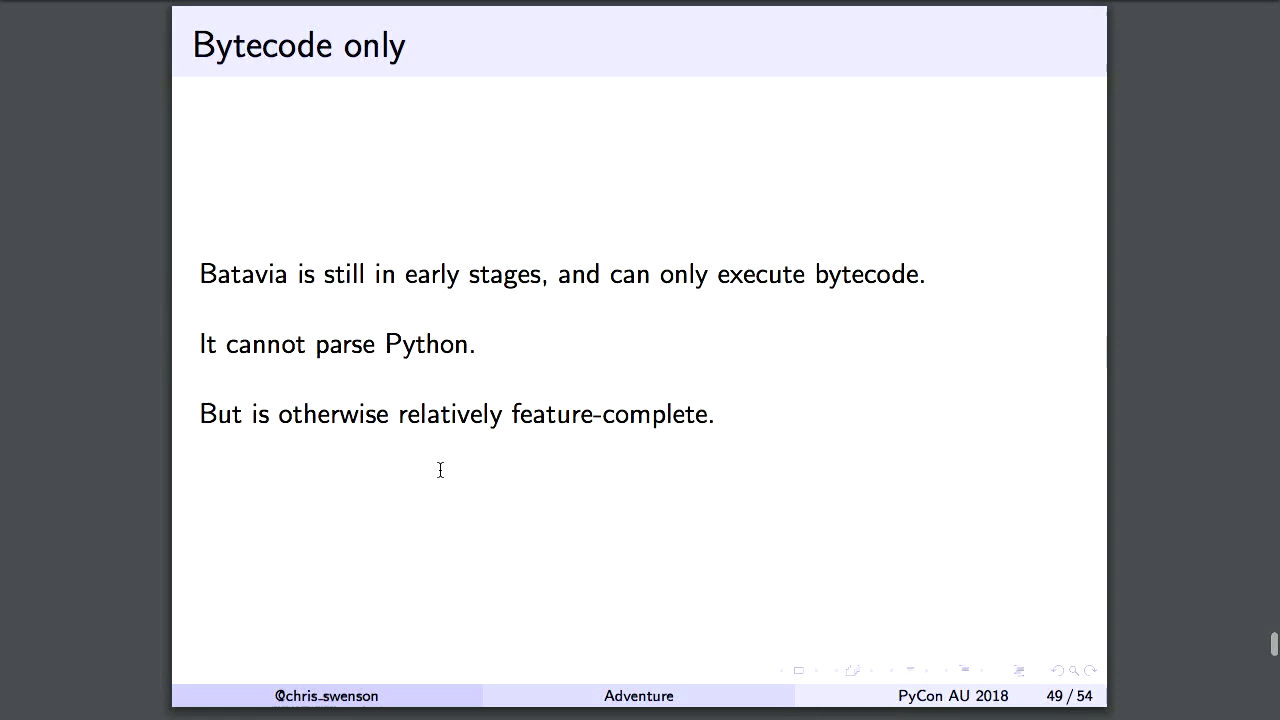 Bytecode only
Batavia is still in early stages, and can only execute bytecode.
It cannot parse Python.
But is otherwise relatively feature-complete.
@chris_swenson
Adventure
PyCon AU 2018
49 / 54